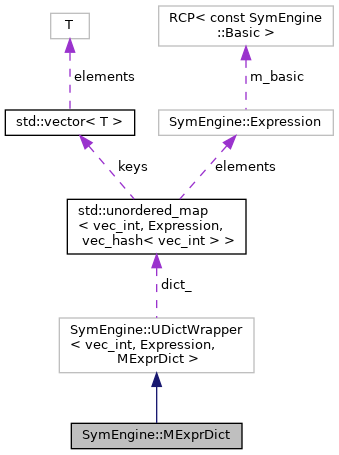 T
RCP< const SymEngine
::Basic >
elements
m_basic
std::vector< T >
SymEngine::Expression
keys
elements
std::unordered_map
< vec_int, Expression,
vec_hash< vec_int > >
dict_
SymEngine::UDictWrapper
< vec_int, Expression,
MExprDict >
SymEngine::MExprDict